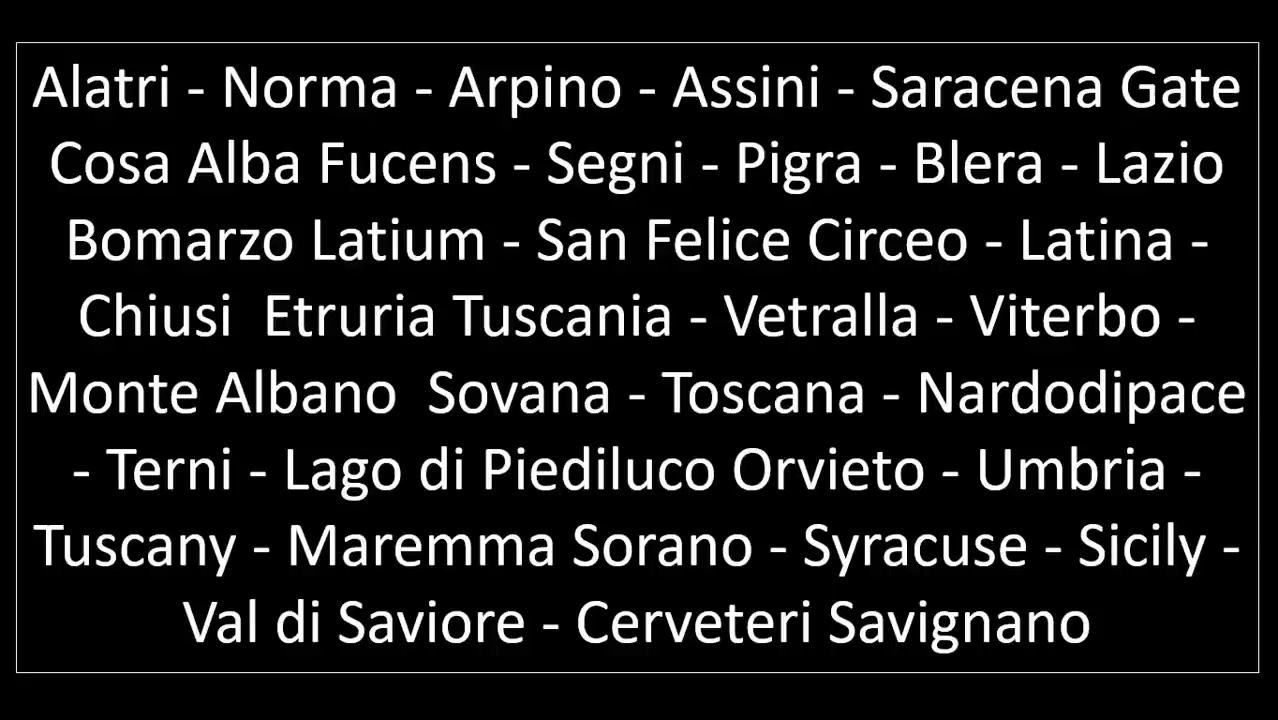 Alatri - Norma - Arpino - Assini - Saracena Gate
Cosa Alba Fucens - Segni - Pigra - Blera - Lazio
Bomarzo Latium - San Felice Circeo - Latina -
Chiusi  Etruria Tuscania - Vetralla - Viterbo -
Monte Albano  Sovana - Toscana - Nardodipace
- Terni - Lago di Piediluco Orvieto - Umbria -
Tuscany - Maremma Sorano - Syracuse - Sicily -
Val di Saviore - Cerveteri Savignano